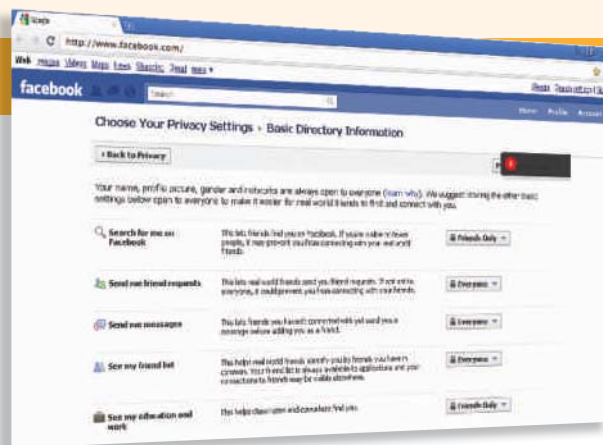 http://www.facebook.com/
Web Videos Maps News
facebook
Search
Home Profile Account
Choose Your Privacy Settings › Basic Directory Information
‹ Back to Privacy
Your name, profile picture, gender and networks are always open to everyone (learn why). We suggest leaving the other basic
settings below open to everyone to make it easier for real world friends to find and connect with you.
Search for me on
Facebook
This lets friends find you on Facebook. If you're visible to fewer
people, it may prevent you from connecting with your real world
friends.
Friends Only
Send me friend requests
This lets real world friends send you friend requests. If not set to
everyone, it could prevent you from connecting with your friends.
Everyone
Send me messages
This lets friends you haven't connected with yet send you a
message before adding you as a friend.
Everyone
See my friend list
This helps real world friends identify you by friends you have in
common. Your friend list is always available to applications and your
connections to friends may be visible elsewhere.
Everyone
See my education and
work
This helps classmates and coworkers find you.
Friends Only